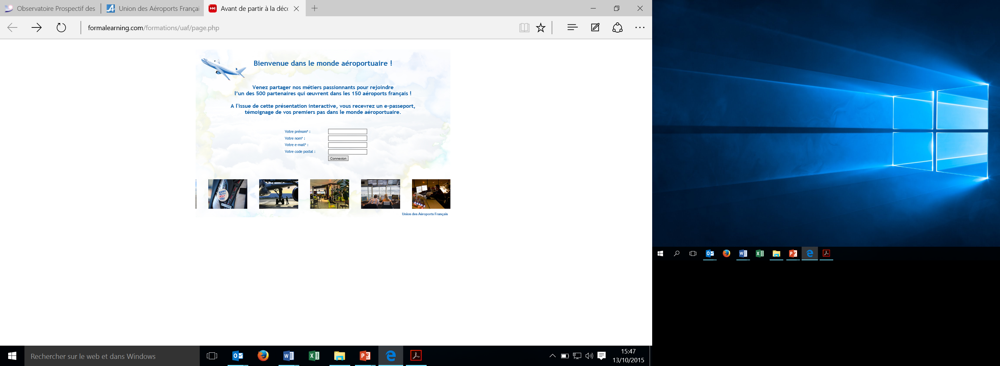 Observatoire Prospectif des
Union des Aéroports Françai
Avant de partir à la déco
formalearning.com/formations/uaf/page.php
Bienvenue dans le monde aéroportuaire !
Venez partager nos métiers passionnants pour rejoindre
l'un des 500 partenaires qui œuvrent dans les 150 aéroports français !
A l'issue de cette présentation interactive, vous recevrez un e-passeport,
témoignage de vos premiers pas dans le monde aéroportuaire.
Votre prénom* :
Votre nom* :
Votre e-mail* :
Votre code postal :
Connexion
HAPPY
TO
HELP
YOU
Union des Aéroports Français
Rechercher sur le web et dans Windows
15:47
13/10/2015